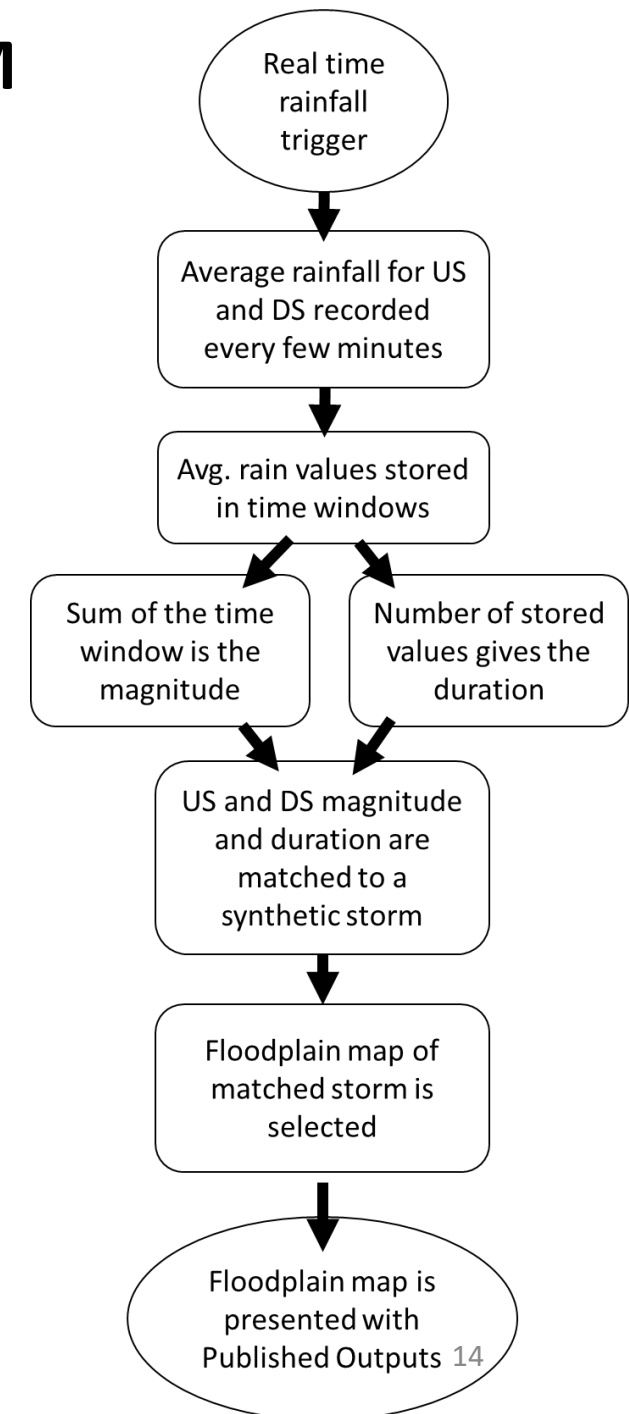 Real time
rainfall
trigger
Average rainfall for US
and DS recorded
every few minutes
Avg. rain values stored
in time windows
Sum of the time
window is the
magnitude
Number of stored
values gives the
duration
US and DS magnitude
and duration are
matched to a
synthetic storm
Floodplain map of
matched storm is
selected
Floodplain map is
presented with
Published Outputs 14